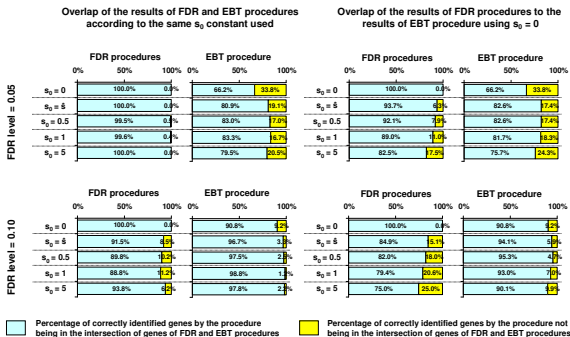 Overlap of the results of FDR and EBT procedures
according to the same s0 constant used
Overlap of the results of FDR procedures to the
results of EBT procedure using s0 = 0
FDR level = 0.05
FDR procedures EBT procedure FDR procedures EBT procedure
0% 50% 100% 0% 50% 100% 0% 50% 100% 0% 50% 100%
s0 = 0 100.0% 0.0% 66.2% 33.8% 100.0% 0.0% 66.2% 33.8%
s0 = ŝ 100.0% 0.0% 80.9% 19.1% 93.7% 6.3% 82.6% 17.4%
s0 = 0.5 99.5% 0.5% 83.0% 17.0% 92.1% 7.9% 82.6% 17.4%
s0 = 1 99.6% 0.4% 83.3% 16.7% 89.0% 11.0% 81.7% 18.3%
s0 = 5 100.0% 0.0% 79.5% 20.5% 82.5% 17.5% 75.7% 24.3%
FDR level = 0.10
FDR procedures EBT procedure FDR procedures EBT procedure
0% 50% 100% 0% 50% 100% 0% 50% 100% 0% 50% 100%
s0 = 0 100.0% 0.0% 90.8% 9.2% 100.0% 0.0% 90.8% 9.2%
s0 = ŝ 91.5% 8.5% 96.7% 3.3% 84.9% 15.1% 94.1% 5.9%
s0 = 0.5 89.8% 10.2% 97.5% 2.5% 82.0% 18.0% 95.3% 4.7%
s0 = 1 88.8% 11.2% 98.8% 1.2% 79.4% 20.6% 93.0% 7.0%
s0 = 5 93.8% 6.2% 97.8% 2.2% 75.0% 25.0% 90.1% 9.9%
Percentage of correctly identified genes by the procedure
being in the intersection of genes of FDR and EBT procedures
Percentage of correctly identified genes by the procedure not
being in the intersection of genes of FDR and EBT procedures